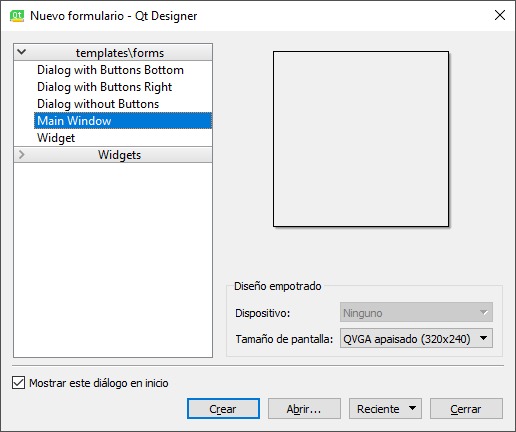 Nuevo formulario - Qt Designer
templates\forms
Dialog with Buttons Bottom
Dialog with Buttons Right
Dialog without Buttons
Main Window
Widget
Widgets
Diseño empotrado
Dispositivo: Ninguno
Tamaño de pantalla: QVGA apaisado (320x240)
Mostrar este diálogo en inicio
Crear Abrir... Reciente Cerrar